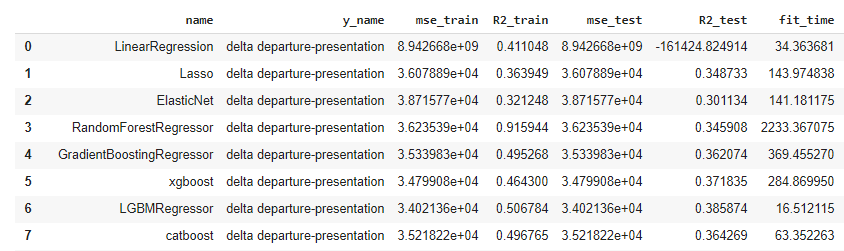 name y_name mse_train R2_train mse_test R2_test fit_time
0 LinearRegression delta departure-presentation 8.942668e+09 0.411048 8.942668e+09 -161424.824914 34.363681
1 Lasso delta departure-presentation 3.607889e+04 0.363949 3.607889e+04 0.348733 143.974838
2 ElasticNet delta departure-presentation 3.871577e+04 0.321248 3.871577e+04 0.301134 141.181175
3 RandomForestRegressor delta departure-presentation 3.623539e+04 0.915944 3.623539e+04 0.345908 2233.367075
4 GradientBoostingRegressor delta departure-presentation 3.533983e+04 0.495268 3.533983e+04 0.362074 369.455270
5 xgboost delta departure-presentation 3.479908e+04 0.464300 3.479908e+04 0.371835 284.869950
6 LGBMRegressor delta departure-presentation 3.402136e+04 0.506784 3.402136e+04 0.385874 16.512115
7 catboost delta departure-presentation 3.521822e+04 0.496765 3.521822e+04 0.364269 63.352263